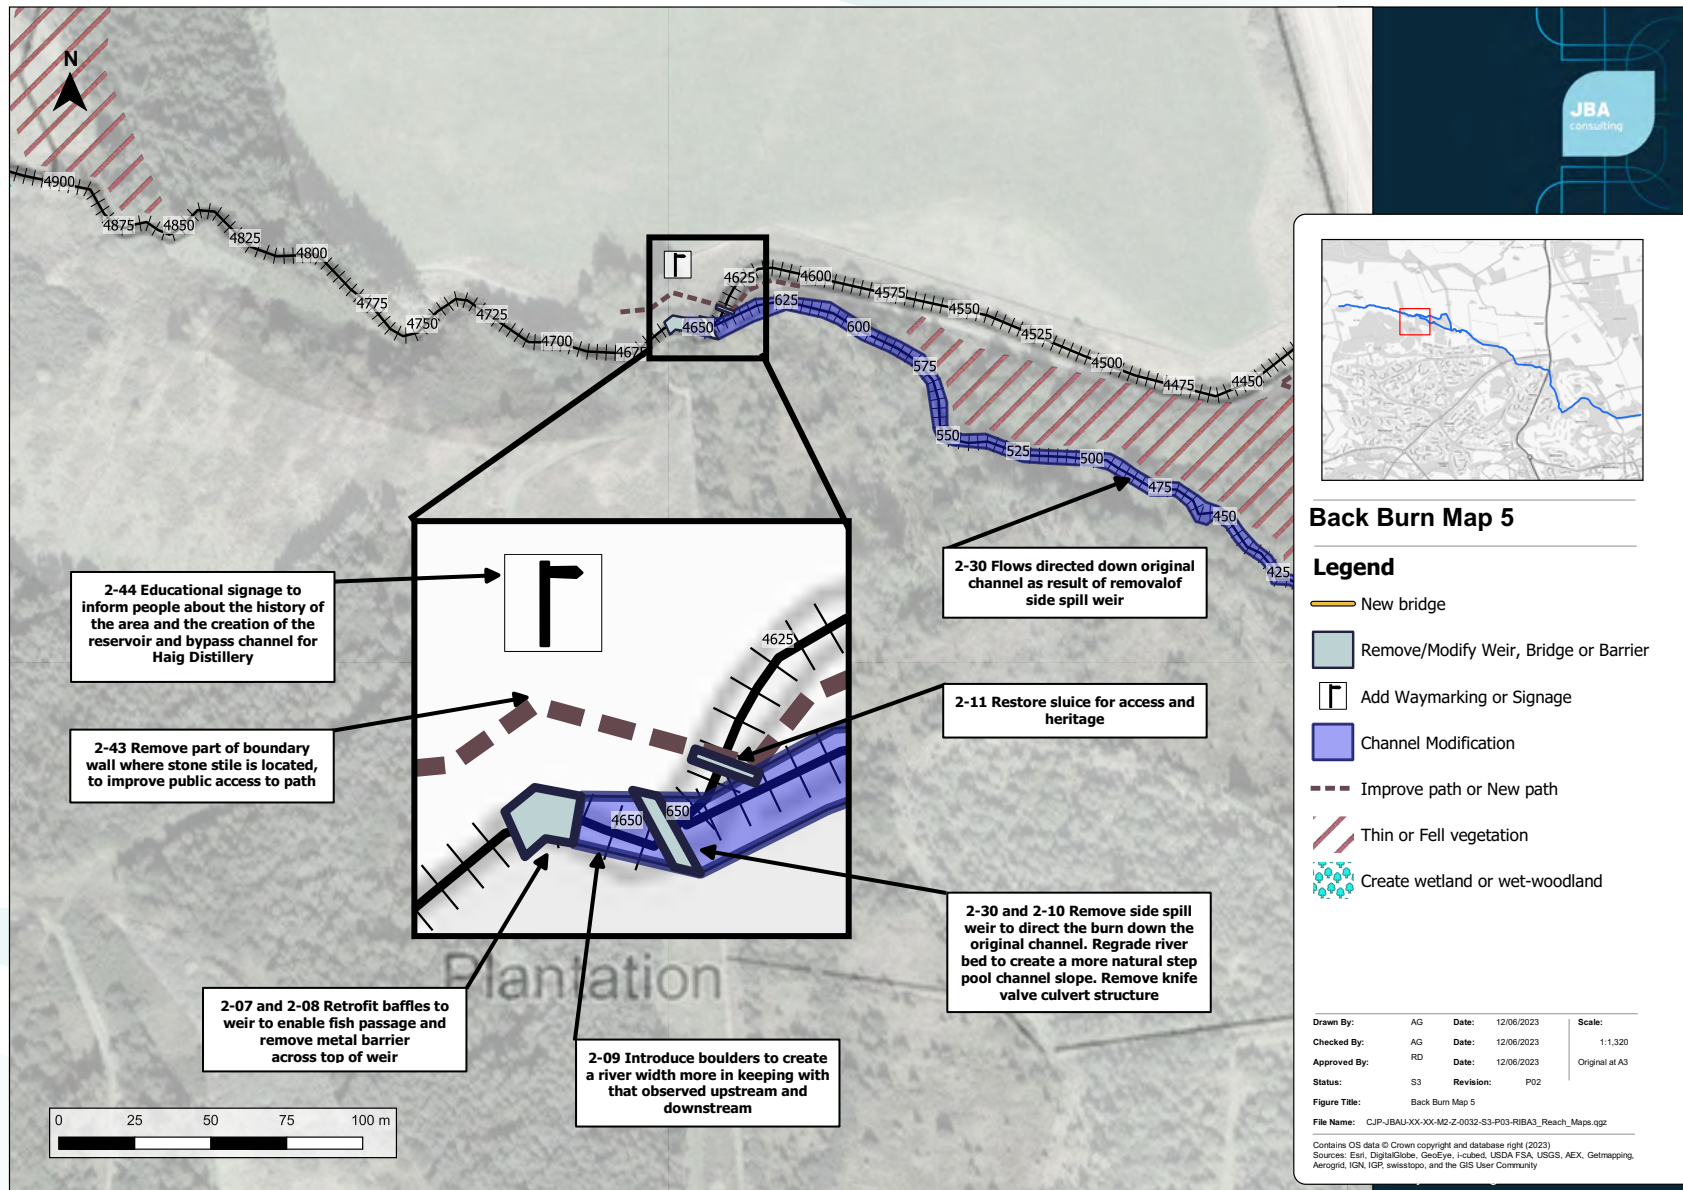 N
JBA
consulting
4900
4875
4850
4825
4800
4775
4750
4725
4700
4675
4650
4625
4600
4575
4550
4525
4500
4475
4450
625
600
575
550
525
500
475
450
425
2-44 Educational signage to
inform people about the history of
the area and the creation of the
reservoir and bypass channel for
Haig Distillery
2-43 Remove part of boundary
wall where stone stile is located,
to improve public access to path
4625
4650
650
2-30 Flows directed down original
channel as result of removalof
side spill weir
2-11 Restore sluice for access and
heritage
2-30 and 2-10 Remove side spill
weir to direct the burn down the
original channel. Regrade river
bed to create a more natural step
pool channel slope. Remove knife
valve culvert structure
Plantation
2-07 and 2-08 Retrofit baffles to
weir to enable fish passage and
remove metal barrier
across top of weir
2-09 Introduce boulders to create
a river width more in keeping with
that observed upstream and
downstream
0 25 50 75 100 m
Back Burn Map 5
Legend
New bridge
Remove/Modify Weir, Bridge or Barrier
Add Waymarking or Signage
Channel Modification
Improve path or New path
Thin or Fell vegetation
Create wetland or wet-woodland
Drawn By: AG Date: 12/06/2023 Scale:
Checked By: AG Date: 12/06/2023 1:1,320
Approved By: RD Date: 12/06/2023 Original at A3
Status: S3 Revision: P02
Figure Title: Back Burn Map 5
File Name: CJP-JBAU-XX-XX-M2-Z-0032-S3-P03-RIBA3_Reach_Maps.qgz
Contains OS data © Crown copyright and database right (2023)
Sources: Esri, DigitalGlobe, GeoEye, i-cubed, USDA FSA, USGS, AEX, Getmapping,
Aerogrid, IGN, IGP, swisstopo, and the GIS User Community